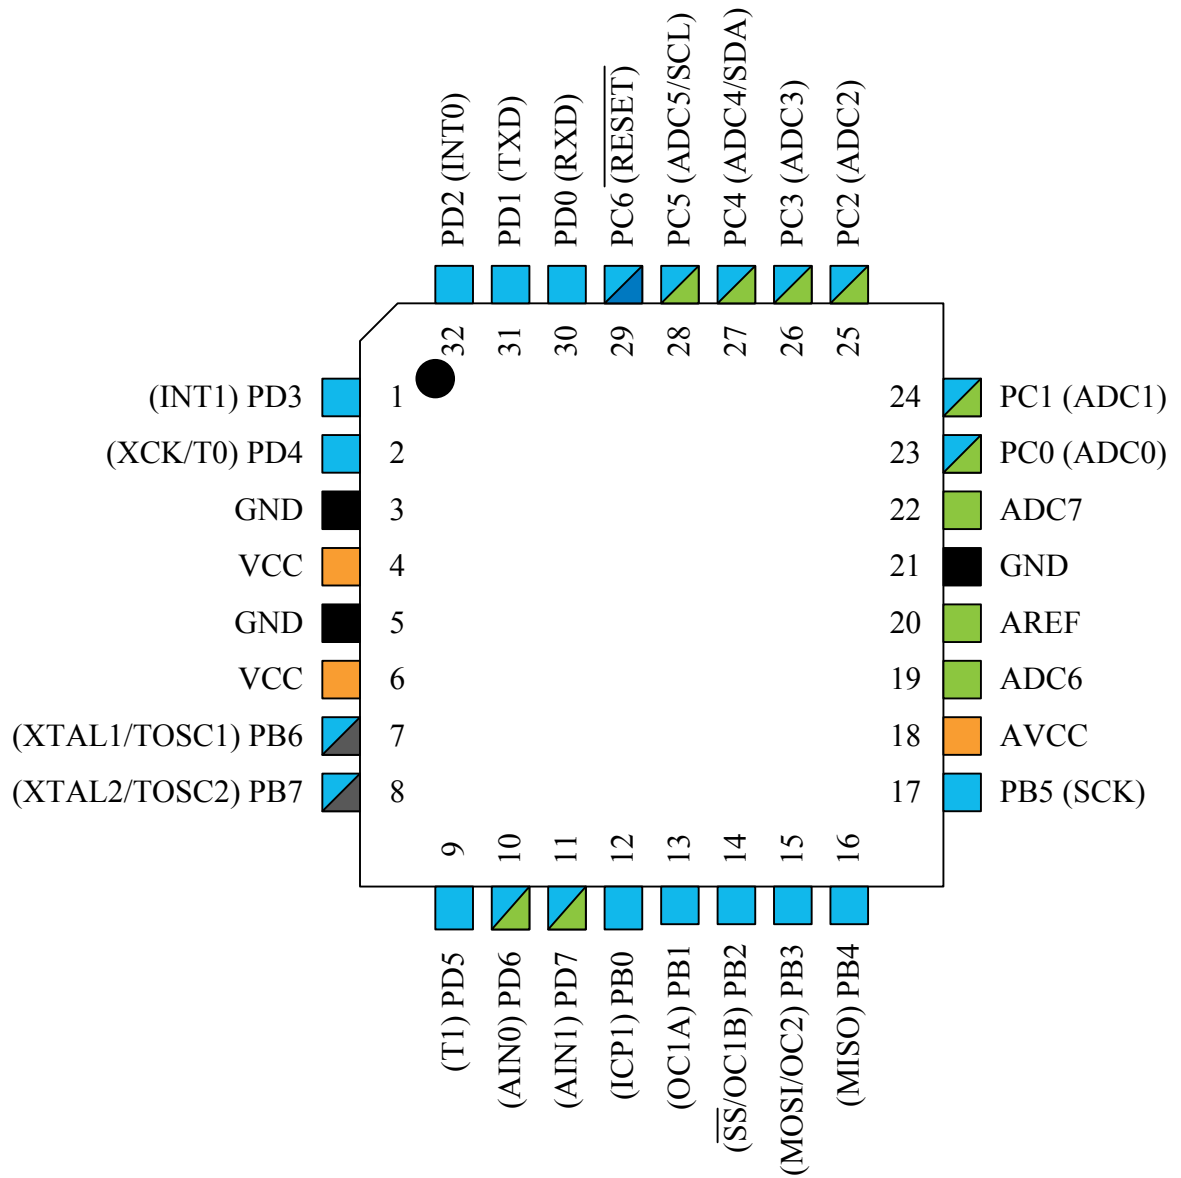 PD2 (INT0)
PD1 (TXD)
PD0 (RXD)
PC6 (RESET)
PC5 (ADC5/SCL)
PC4 (ADC4/SDA)
PC3 (ADC3)
PC2 (ADC2)
32
31
30
29
28
27
26
25
(INT1) PD3 1
(XCK/T0) PD4 2
GND 3
VCC 4
GND 5
VCC 6
(XTAL1/TOSC1) PB6 7
(XTAL2/TOSC2) PB7 8
24 PC1 (ADC1)
23 PC0 (ADC0)
22 ADC7
21 GND
20 AREF
19 ADC6
18 AVCC
17 PB5 (SCK)
9
10
11
12
13
14
15
16
(T1) PD5
(AIN0) PD6
(AIN1) PD7
(ICP1) PB0
(OC1A) PB1
(SS/OC1B) PB2
(MOSI/OC2) PB3
(MISO) PB4